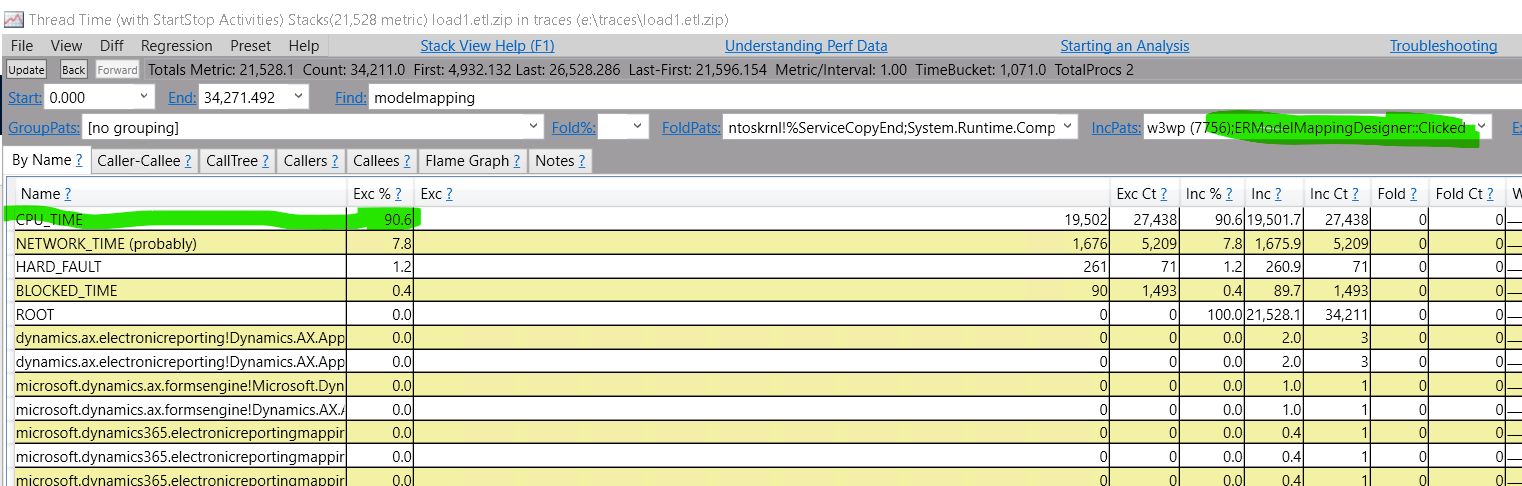 Thread Time (with StartStop Activities) Stacks(21,528 metric) load1.etl.zip in traces (e:\traces\load1.etl.zip)
File View Diff Regression Preset Help Stack View Help (F1) Understanding Perf Data Starting an Analysis Troubleshooting
Update Back Forward Totals Metric: 21,528.1 Count: 34,211.0 First: 4,932.132 Last: 26,528.286 Last-First: 21,596.154 Metric/Interval: 1.00 TimeBucket: 1,071.0 TotalProcs 2
Start: 0.000 End: 34,271.492 Find: modelmapping
GroupPats: [no grouping] Fold%: FoldPats: ntoskrnl!%ServiceCopyEnd;System.Runtime.Comp IncPats: w3wp (7756);ERModelMappingDesigner::Clicked
By Name ? Caller-Callee ? CallTree ? Callers ? Callees ? Flame Graph ? Notes ?
Name ? Exc % ? Exc ? Exc Ct ? Inc % ? Inc ? Inc Ct ? Fold ? Fold Ct ? W
CPU_TIME 90.6 19,502 27,438 90.6 19,501.7 27,438 0 0
NETWORK_TIME (probably) 7.8 1,676 5,209 7.8 1,675.9 5,209 0 0
HARD_FAULT 1.2 261 71 1.2 260.9 71 0 0
BLOCKED_TIME 0.4 90 1,493 0.4 89.7 1,493 0 0
ROOT 0.0 0 0 100.0 21,528.1 34,211 0 0
dynamics.ax.electronicreporting!Dynamics.AX.App 0.0 0 0 0.0 2.0 3 0 0
dynamics.ax.electronicreporting!Dynamics.AX.App 0.0 0 0 0.0 2.0 3 0 0
microsoft.dynamics.ax.formsengine!Microsoft.Dyn 0.0 0 0 0.0 1.0 1 0 0
microsoft.dynamics.ax.formsengine!Dynamics.AX.A 0.0 0 0 0.0 1.0 1 0 0
microsoft.dynamics365.electronicreportingmappin 0.0 0 0 0.0 0.4 1 0 0
microsoft.dynamics365.electronicreportingmappin 0.0 0 0 0.0 0.4 1 0 0
microsoft.dynamics365.electronicreportingmappin 0.0 0 0 0.0 0.4 1 0 0